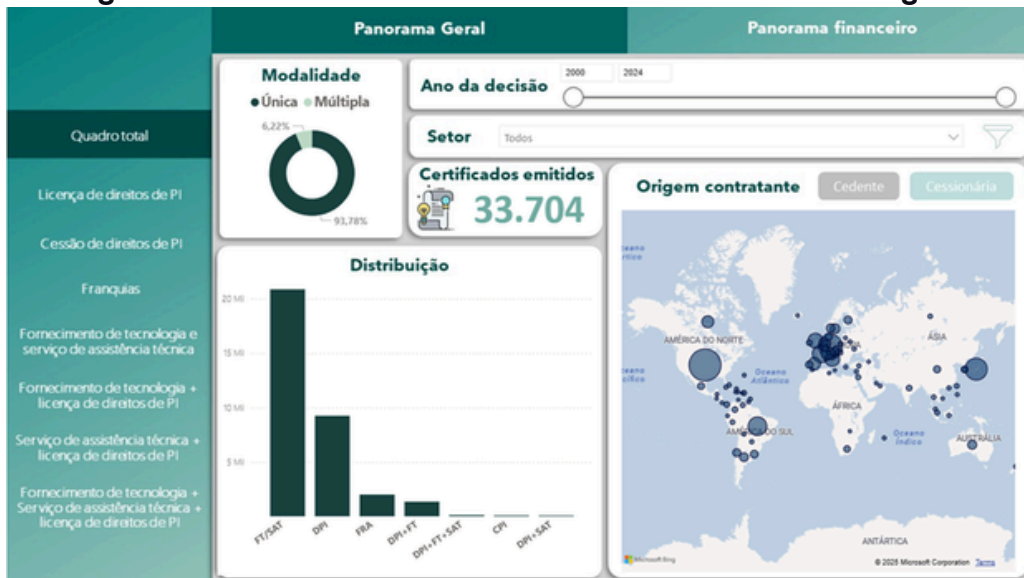 Panorama Geral
Panorama financeiro
Quadro total
Licença de direitos de PI
Cessão de direitos de PI
Franquias
Fornecimento de tecnologia e
serviço de assistência técnica
Fornecimento de tecnologia +
licença de direitos de PI
Serviço de assistência técnica +
licença de direitos de PI
Fornecimento de tecnologia +
Serviço de assistência técnica +
licença de direitos de PI
Modalidade
Única Múltipla
6,22%
93,78%
Ano da decisão
2000 2024
Setor Todos
Certificados emitidos
33.704
Distribuição
20 Mil
15 Mil
10 Mil
5 Mil
FT/SAT
DPI
FRA
DPI+FT
DPI+FT+SAT
CPI
DPI+SAT
Origem contratante
Cedente
Cessionária
AMÉRICA DO NORTE
ÁSIA
Oceano
Atlântico
ÁFRICA
AMÉRICA DO SUL
Oceano
Índico
AUSTRÁLIA
ANTÁRTICA
Microsoft Bing
© 2025 Microsoft Corporation Terms